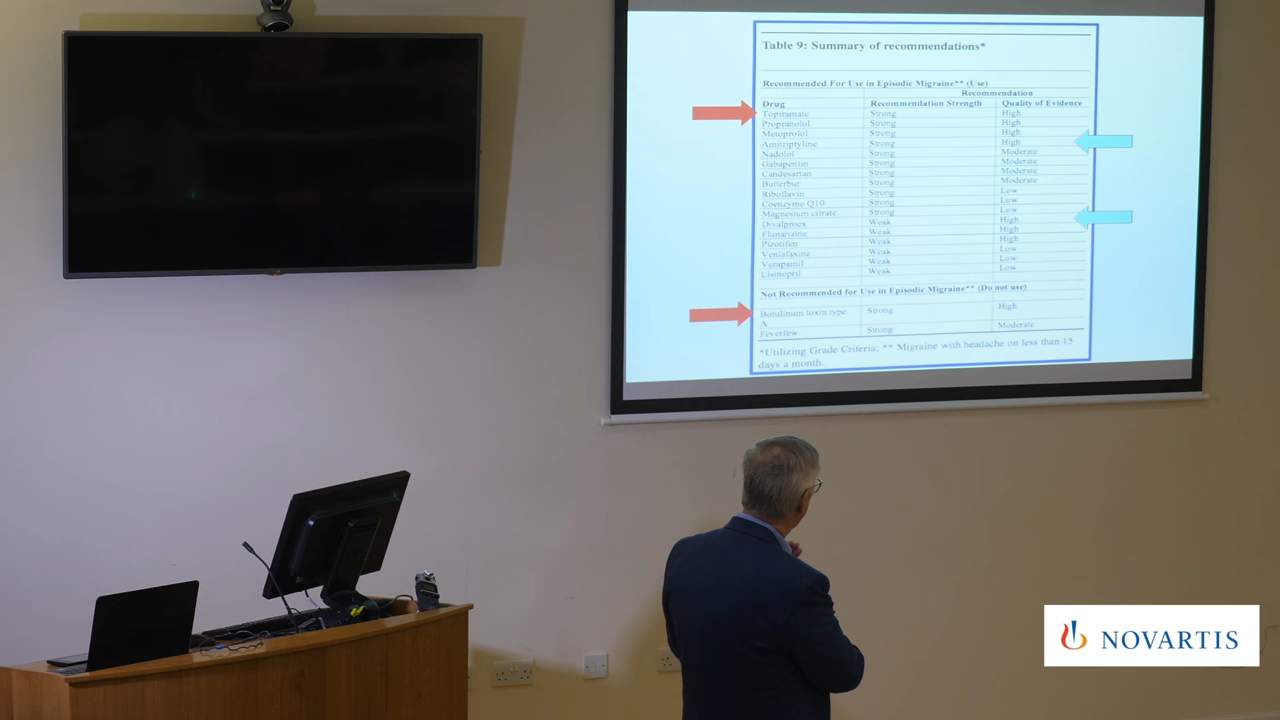 Table 9: Summary of recommendations*
Recommended For Use in Episodic Migraine** (Use)
Recommendation
Drug Recommendation Strength Quality of Evidence
Topiramate Strong High
Propranolol Strong High
Metoprolol Strong High
Amitriptyline Strong High
Nadolol Strong Moderate
Gabapentin Strong Moderate
Candesartan Strong Moderate
Butterbur Strong Moderate
Riboflavin Strong Low
Coenzyme Q10 Strong Low
Magnesium citrate Strong Low
Divalproex Weak High
Flunarizine Weak High
Pizotifen Weak High
Venlafaxine Weak Low
Verapamil Weak Low
Lisinopril Weak Low
Not Recommended for Use in Episodic Migraine** (Do not use)
Botulinum toxin type Strong High
A
Feverfew Strong Moderate
*Utilizing Grade Criteria; ** Migraine with headache on less than 15
days a month.
NOVARTIS